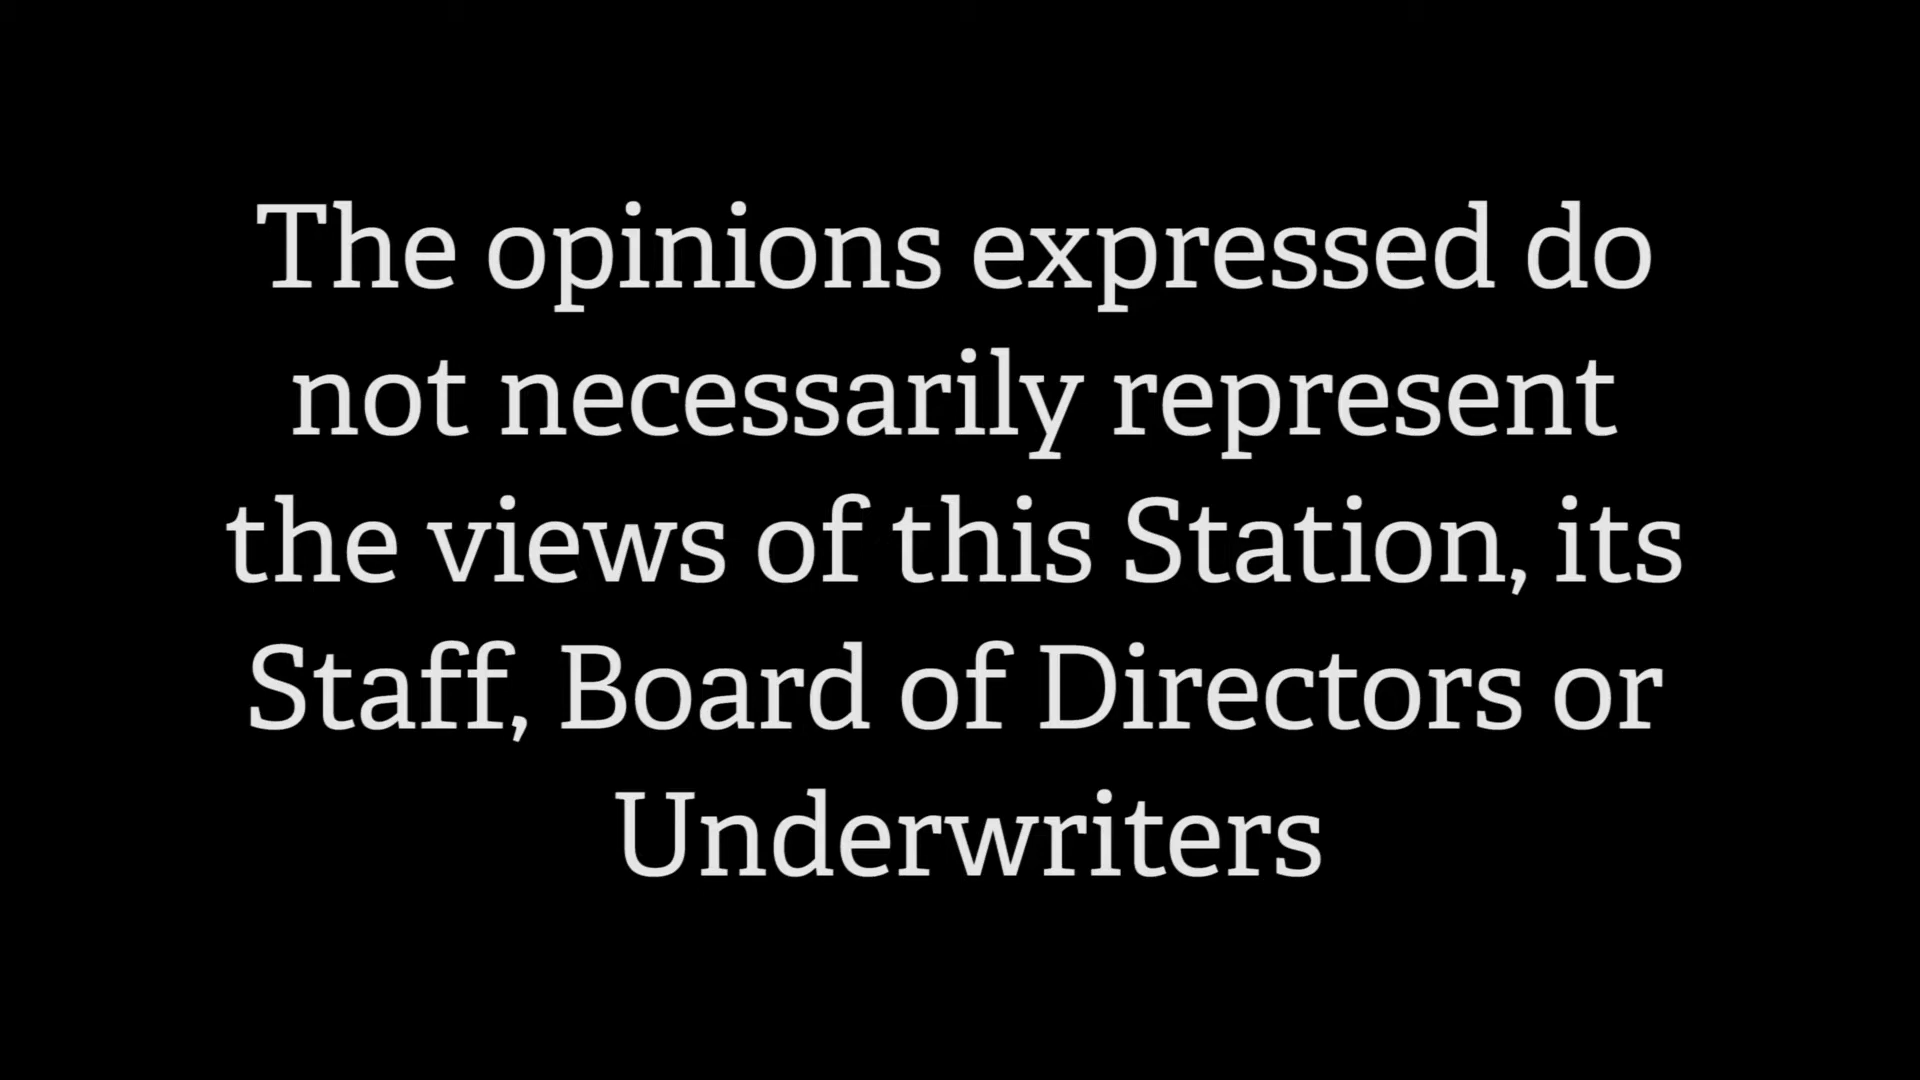 The opinions expressed do
not necessarily represent
the views of this Station, its
Staff, Board of Directors or
Underwriters